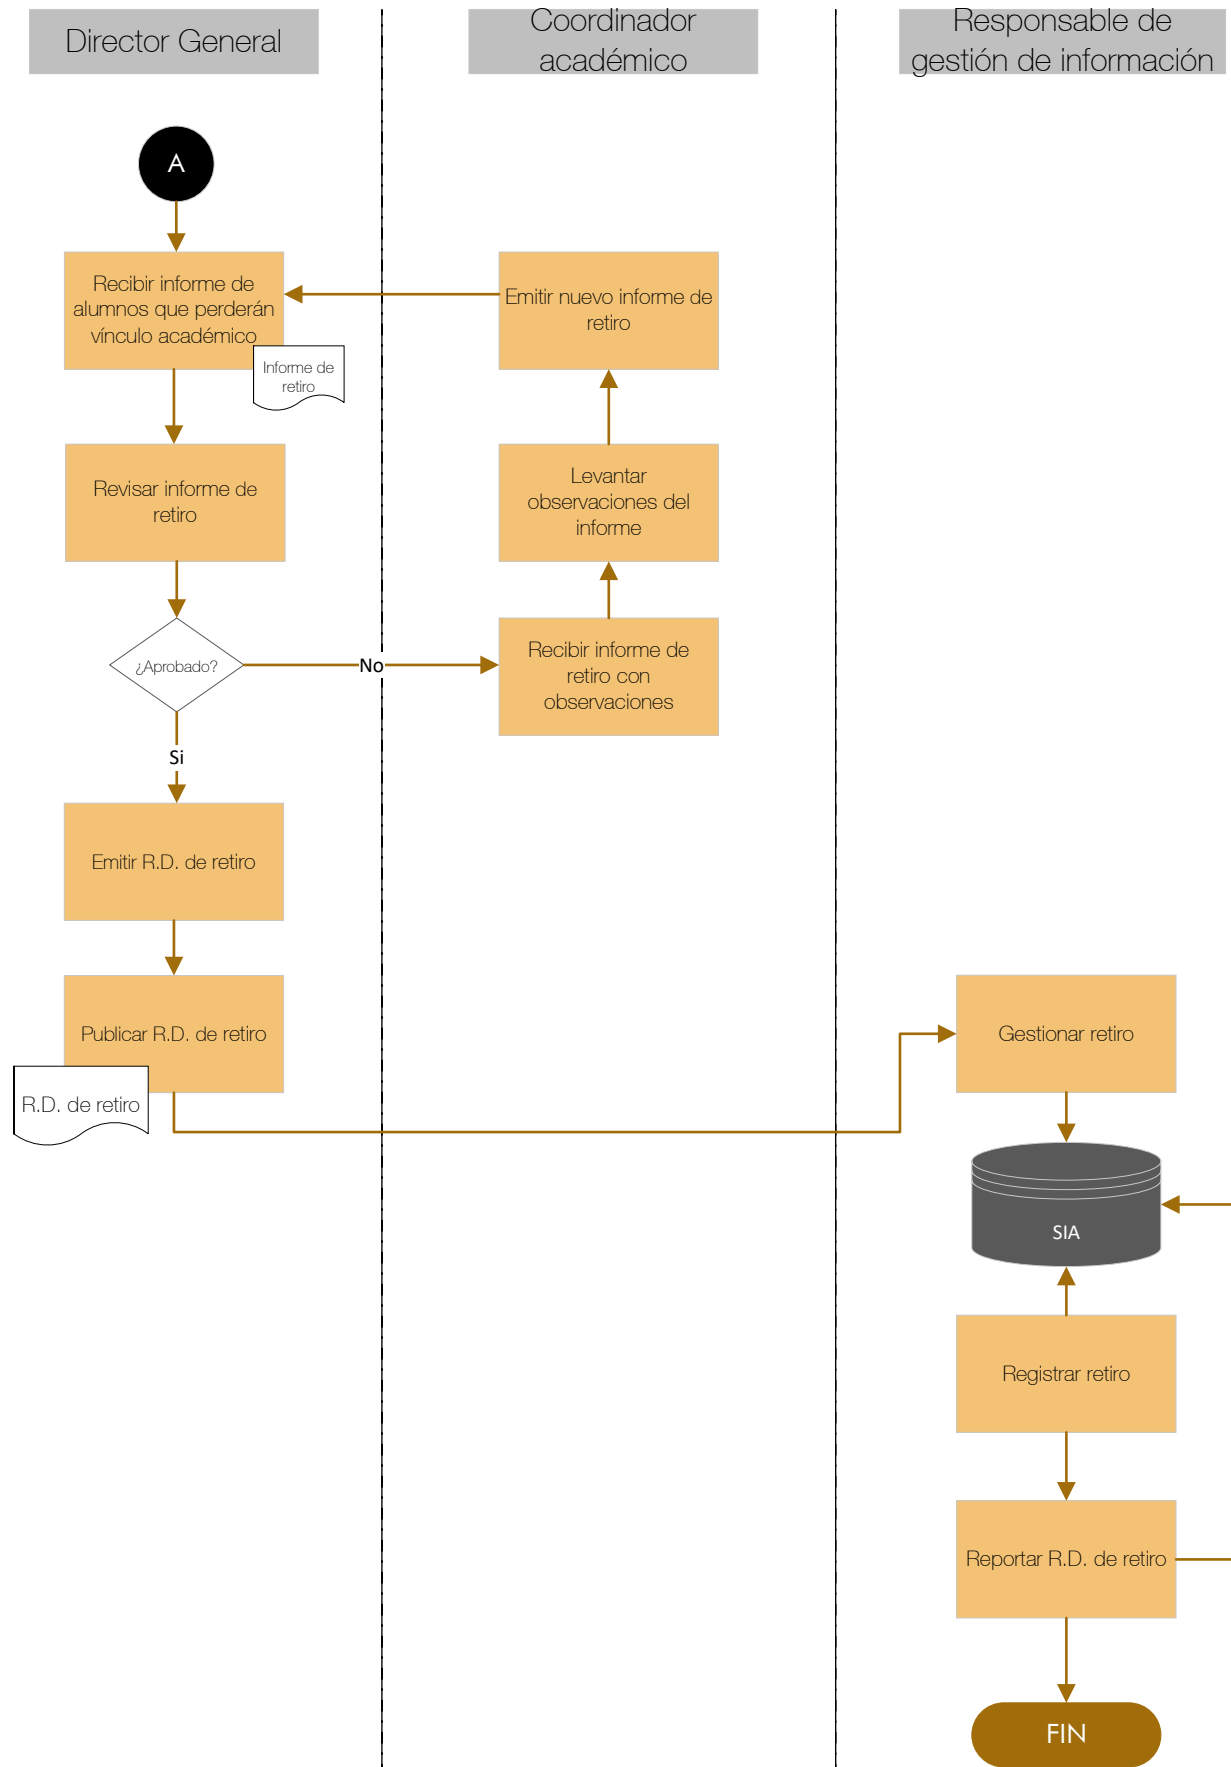 Director General
Coordinador
académico
Responsable de
gestión de información
A
Recibir informe de
alumnos que perderán
vínculo académico
Informe de
retiro
Emitir nuevo informe de
retiro
Revisar informe de
retiro
Levantar
observaciones del
informe
¿Aprobado?
No
Recibir informe de
retiro con
observaciones
Si
Emitir R.D. de retiro
Publicar R.D. de retiro
R.D. de retiro
Gestionar retiro
SIA
Registrar retiro
Reportar R.D. de retiro
FIN